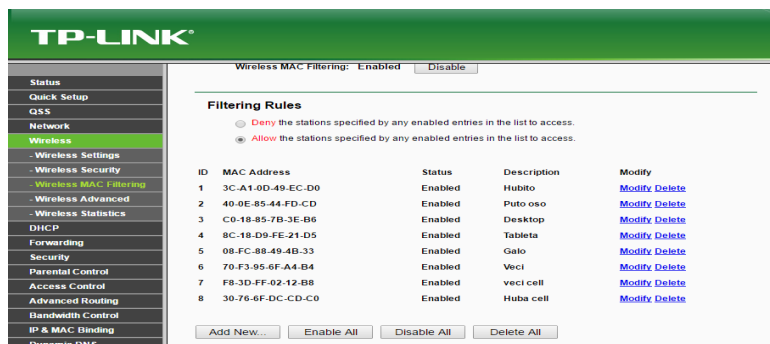 TP-LINK®
Wireless MAC Filtering: Enabled Disable
Status
Quick Setup
QSS
Network
Wireless
- Wireless Settings
- Wireless Security
- Wireless MAC Filtering
- Wireless Advanced
- Wireless Statistics
DHCP
Forwarding
Security
Parental Control
Access Control
Advanced Routing
Bandwidth Control
IP & MAC Binding
Dynamic DNS
Filtering Rules
Deny the stations specified by any enabled entries in the list to access.
Allow the stations specified by any enabled entries in the list to access.
ID MAC Address Status Description Modify
1 3C-A1-0D-49-EC-D0 Enabled Hubito Modify Delete
2 40-0E-85-44-FD-CD Enabled Puto oso Modify Delete
3 C0-18-85-7B-3E-B6 Enabled Desktop Modify Delete
4 8C-18-D9-FE-21-D5 Enabled Tableta Modify Delete
5 08-FC-88-49-4B-33 Enabled Galo Modify Delete
6 70-F3-95-6F-A4-B4 Enabled Veci Modify Delete
7 F8-3D-FF-02-12-B8 Enabled veci cell Modify Delete
8 30-76-6F-DC-CD-C0 Enabled Huba cell Modify Delete
Add New... Enable All Disable All Delete All